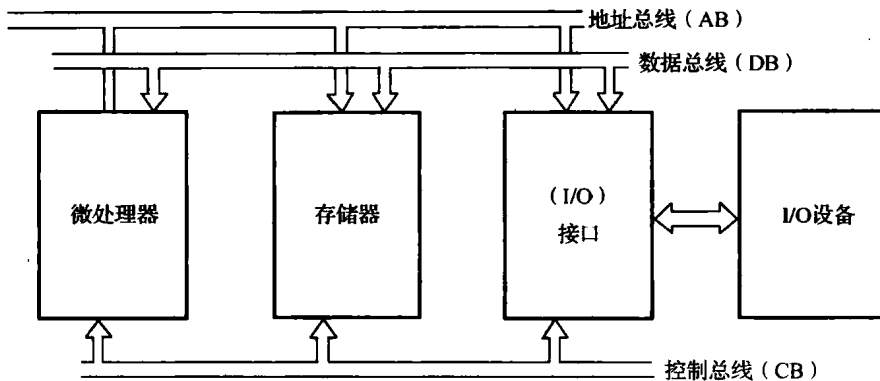 地址总线（AB）
数据总线（DB）
微处理器
存储器
（I/O）
接口
I/O设备
控制总线（CB）